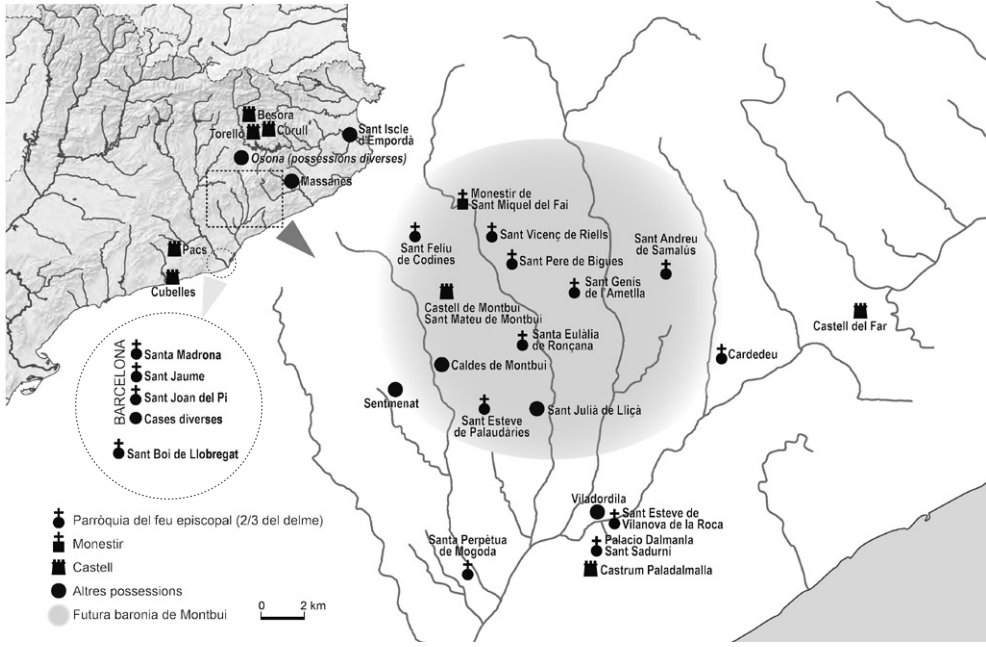 Besora
Torelló
Curull
Sant Iscle
d'Empordà
Osona (possessions diverses)
Massanes
Pacs
Cubelles
BARCELONA
Santa Madrona
Sant Jaume
Sant Joan del Pi
Cases diverses
Sant Boi de Llobregat
Monestir de
Sant Miquel del Fai
Sant Feliu
de Codines
Sant Vicenç de Riells
Sant Pere de Bigues
Sant Andreu
de Samalús
Sant Genís
de l'Ametlla
Castell de Montbui
Sant Mateu de Montbui
Castell del Far
Santa Eulàlia
de Ronçana
Cardedeu
Caldes de Montbui
Sentmenat
Sant Esteve
de Palaudàries
Sant Julià de Lliçà
Viladordila
Sant Esteve de
Vilanova de la Roca
Palacio Dalmanla
Sant Sadurní
Castrum Paladalmalla
Santa Perpètua
de Mogoda
Parròquia del feu episcopal (2/3 del delme)
Monestir
Castell
Altres possessions
Futura baronia de Montbui
0 2 km